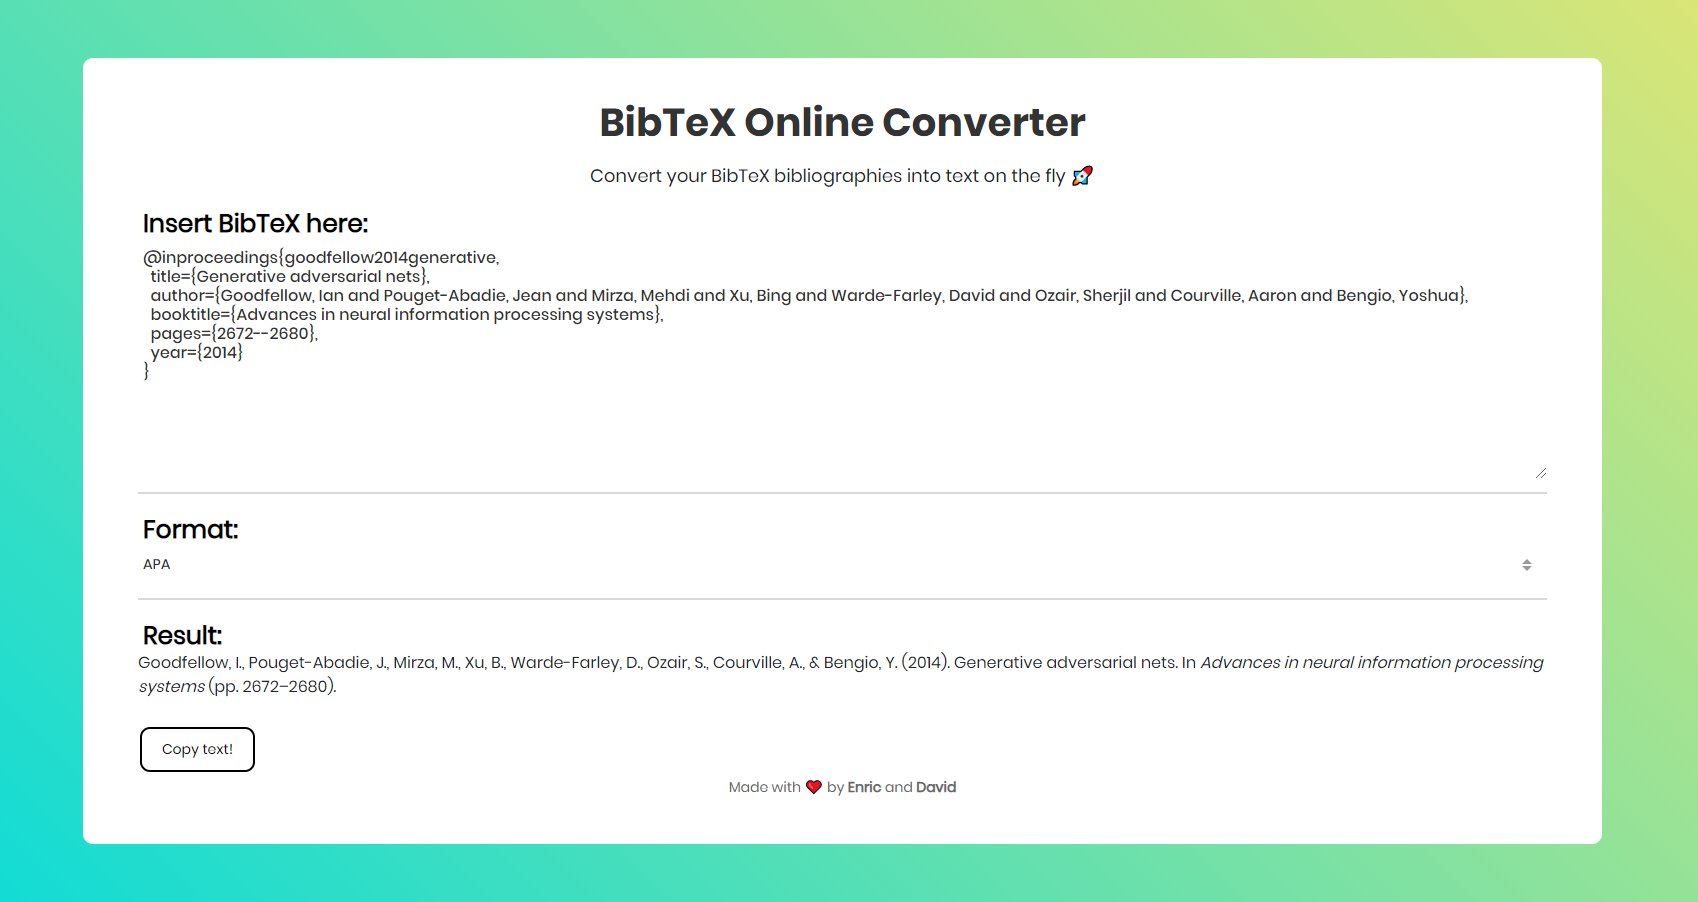 BibTeX Online Converter
Convert your BibTeX bibliographies into text on the fly 🚀
Insert BibTeX here:
@inproceedings{goodfellow2014generative,
  title={Generative adversarial nets},
  author={Goodfellow, Ian and Pouget-Abadie, Jean and Mirza, Mehdi and Xu, Bing and Warde-Farley, David and Ozair, Sherjil and Courville, Aaron and Bengio, Yoshua},
  booktitle={Advances in neural information processing systems},
  pages={2672--2680},
  year={2014}
}
Format:
APA
Result:
Goodfellow, I., Pouget-Abadie, J., Mirza, M., Xu, B., Warde-Farley, D., Ozair, S., Courville, A., & Bengio, Y. (2014). Generative adversarial nets. In Advances in neural information processing
systems (pp. 2672–2680).
Copy text!
Made with ❤️ by Enric and David